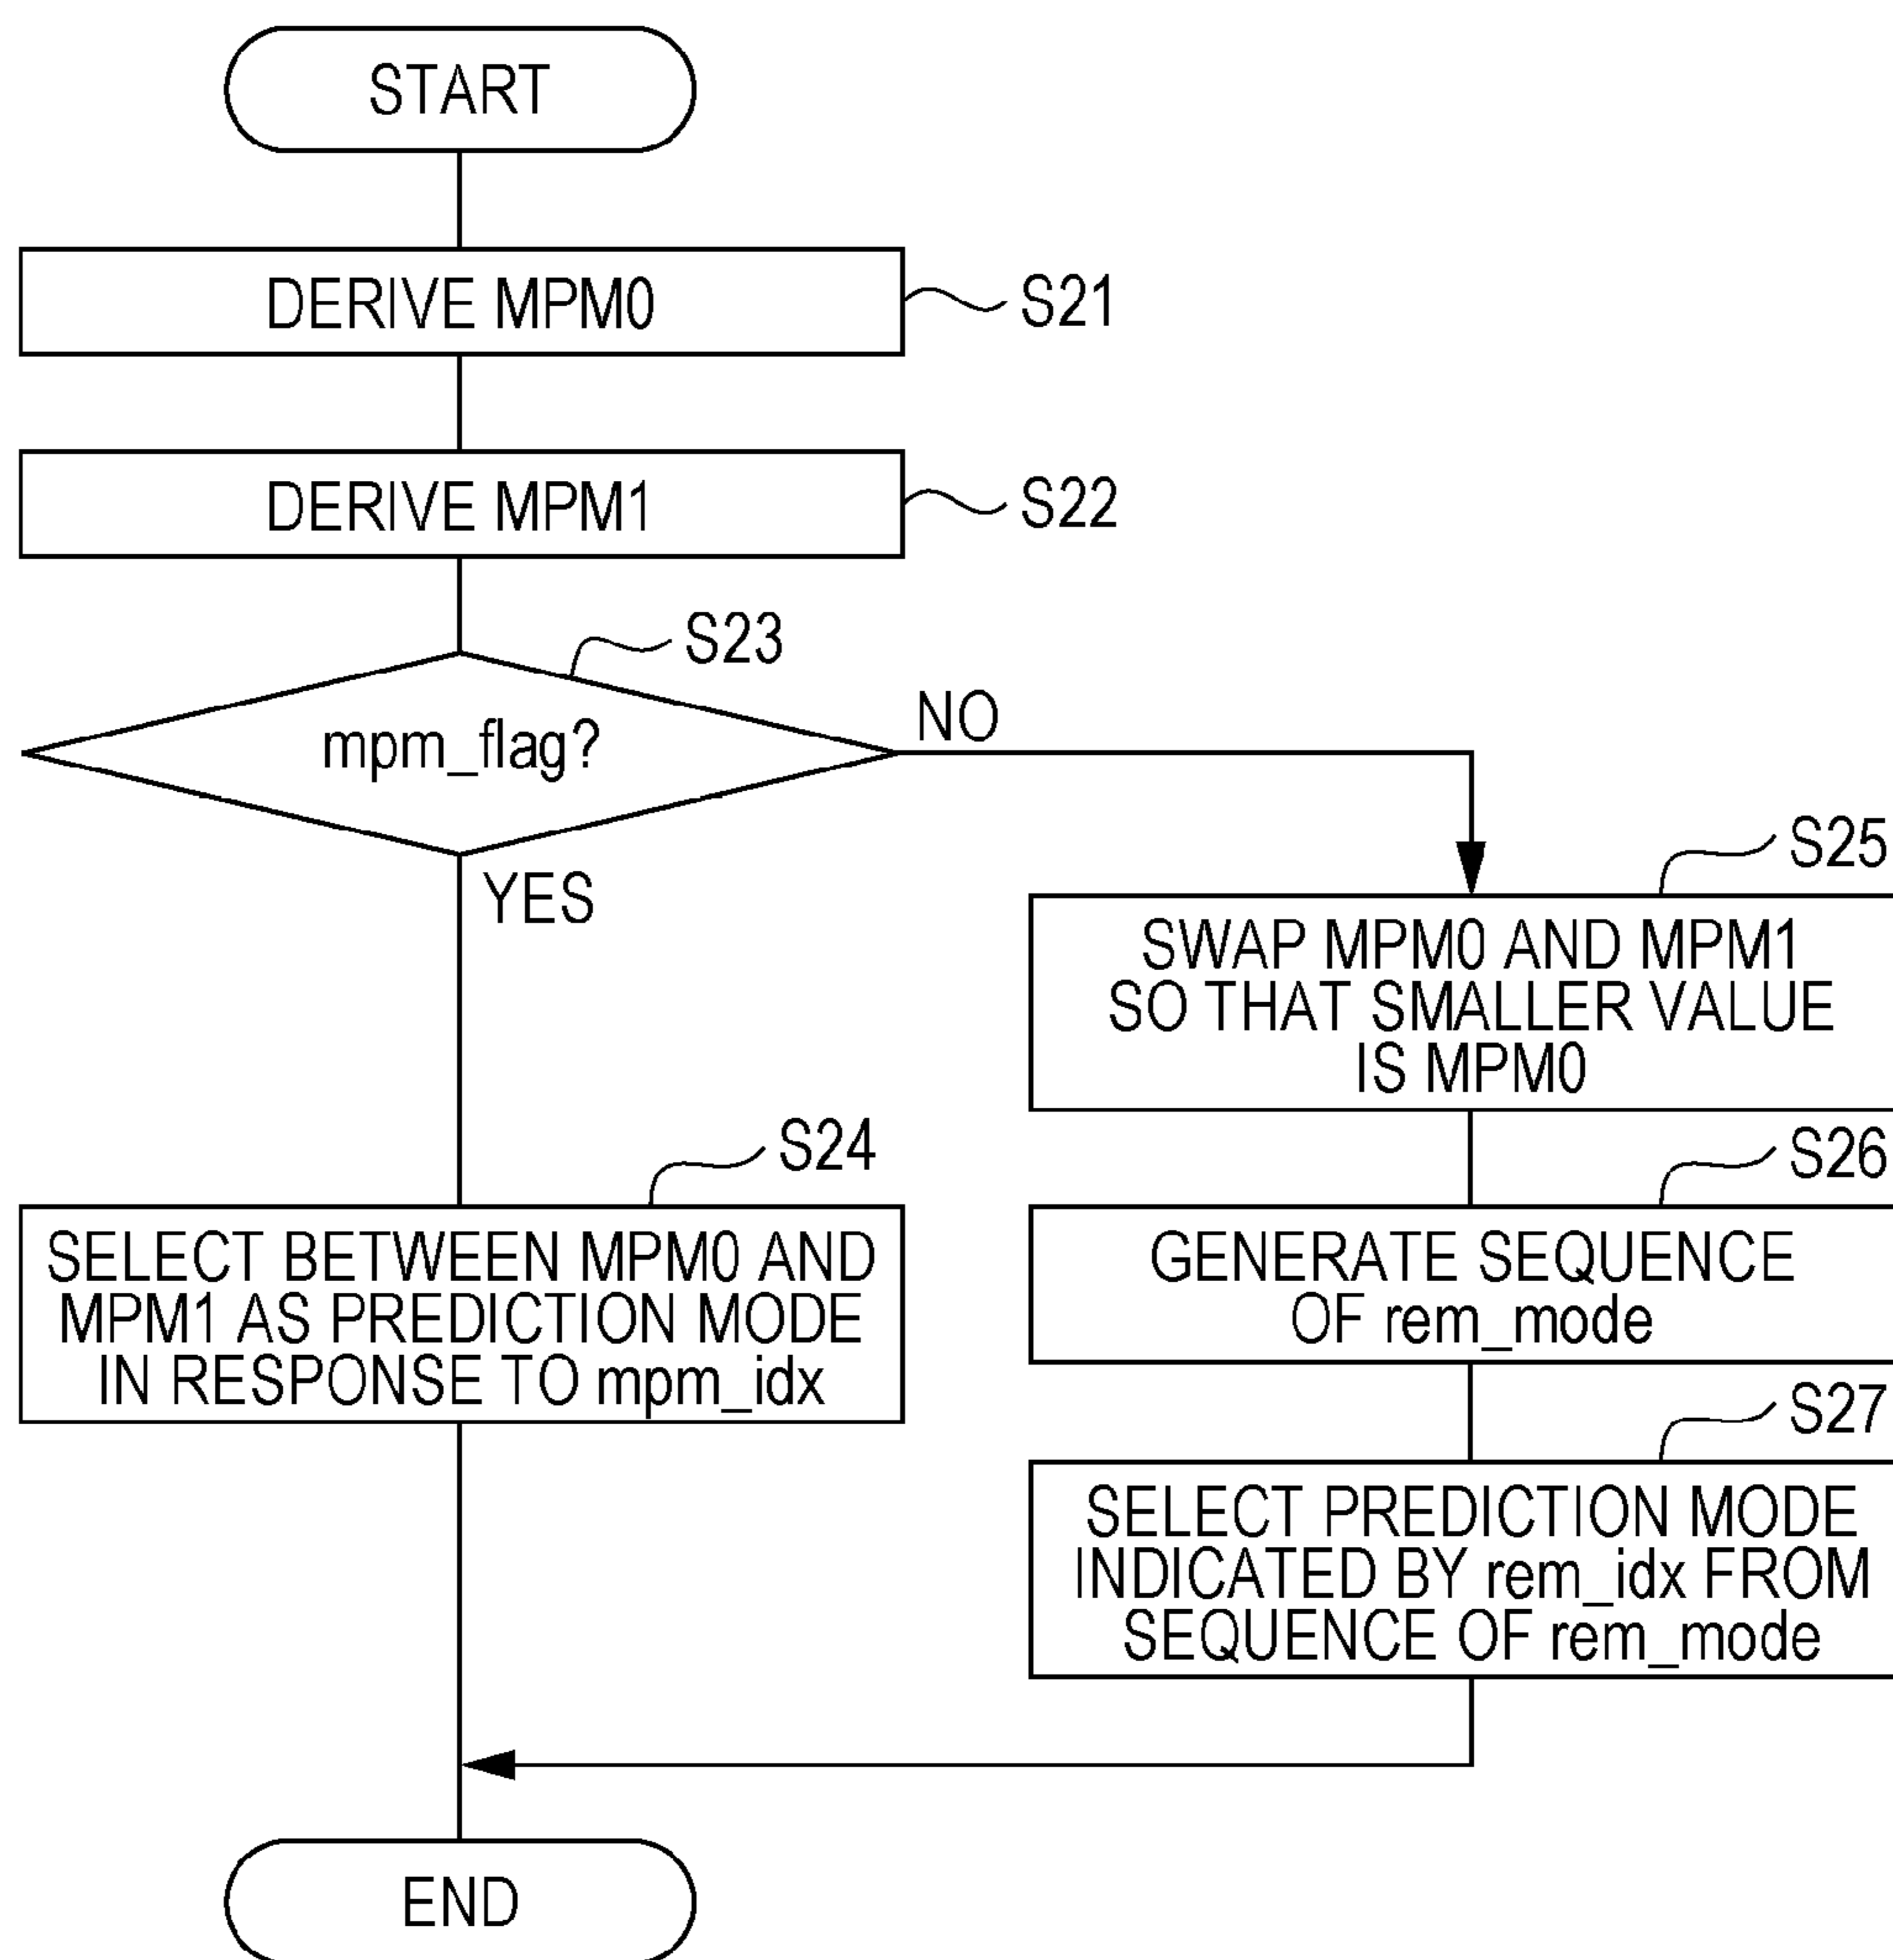 START
DERIVE MPM0
S21
DERIVE MPM1
S22
S23
mpm_flag?
NO
YES
S24
SELECT BETWEEN MPM0 AND
MPM1 AS PREDICTION MODE
IN RESPONSE TO mpm_idx
S25
SWAP MPM0 AND MPM1
SO THAT SMALLER VALUE
IS MPM0
S26
GENERATE SEQUENCE
OF rem_mode
S27
SELECT PREDICTION MODE
INDICATED BY rem_idx FROM
SEQUENCE OF rem_mode
END